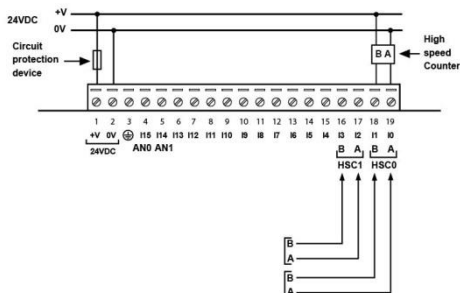 +V
24VDC
0V
Circuit
protection
device
B A
High
speed
Counter
1 2 3 4 5 6 7 8 9 10 11 12 13 14 15 16 17 18 19
+V 0V I15 I14 I13 I12 I11 I10 I9 I8 I7 I6 I5 I4 I3 I2 I1 I0
24VDC AN0 AN1 B A B A
HSC1 HSC0
B
A
B
A